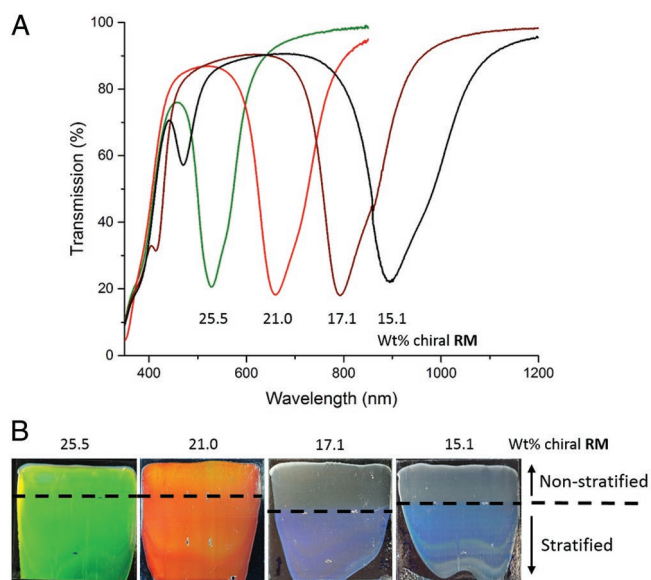 A
Transmission (%)
100
80
60
40
20
0
25.5
21.0
17.1
15.1
Wt% chiral RM
400
600
800
1000
1200
Wavelength (nm)
B
25.5
21.0
17.1
15.1
Wt% chiral RM
Non-stratified
Stratified